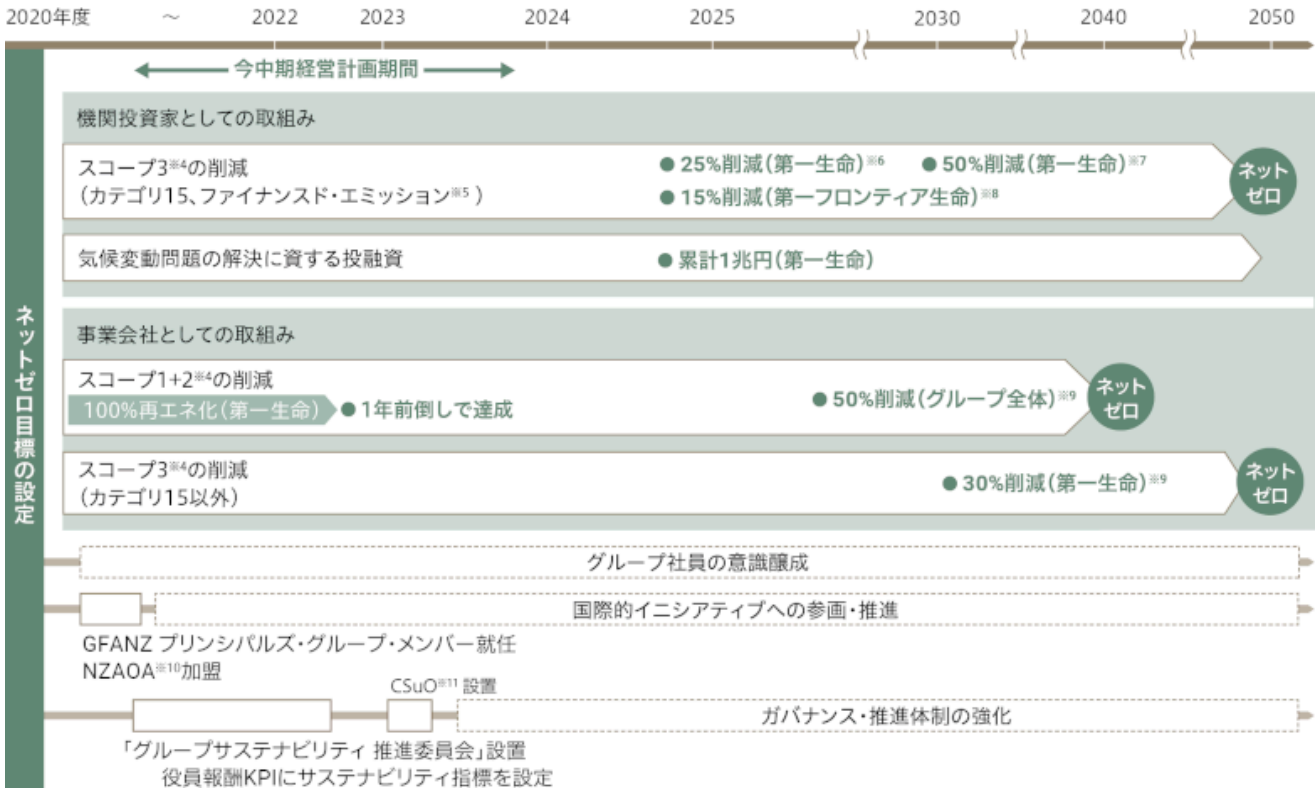 2020年度 ～ 2022 2023 2024 2025 2030 2040 2050
今中期経営計画期間
ネットゼロ目標の設定
機関投資家としての取組み
スコープ3※4の削減
(カテゴリ15、ファイナンスド・エミッション※5 )
● 25%削減(第一生命)※6
● 50%削減(第一生命)※7
● 15%削減(第一フロンティア生命)※8
ネット
ゼロ
気候変動問題の解決に資する投融資
● 累計1兆円(第一生命)
事業会社としての取組み
スコープ1+2※4の削減
100%再エネ化(第一生命)
● 1年前倒しで達成
● 50%削減(グループ全体)※9
ネット
ゼロ
スコープ3※4の削減
(カテゴリ15以外)
● 30%削減(第一生命)※9
ネット
ゼロ
グループ社員の意識醸成
国際的イニシアティブへの参画・推進
GFANZ プリンシパルズ・グループ・メンバー就任
NZAOA※10加盟
CSuO※11 設置
ガバナンス・推進体制の強化
「グループサステナビリティ 推進委員会」設置
役員報酬KPIにサステナビリティ指標を設定